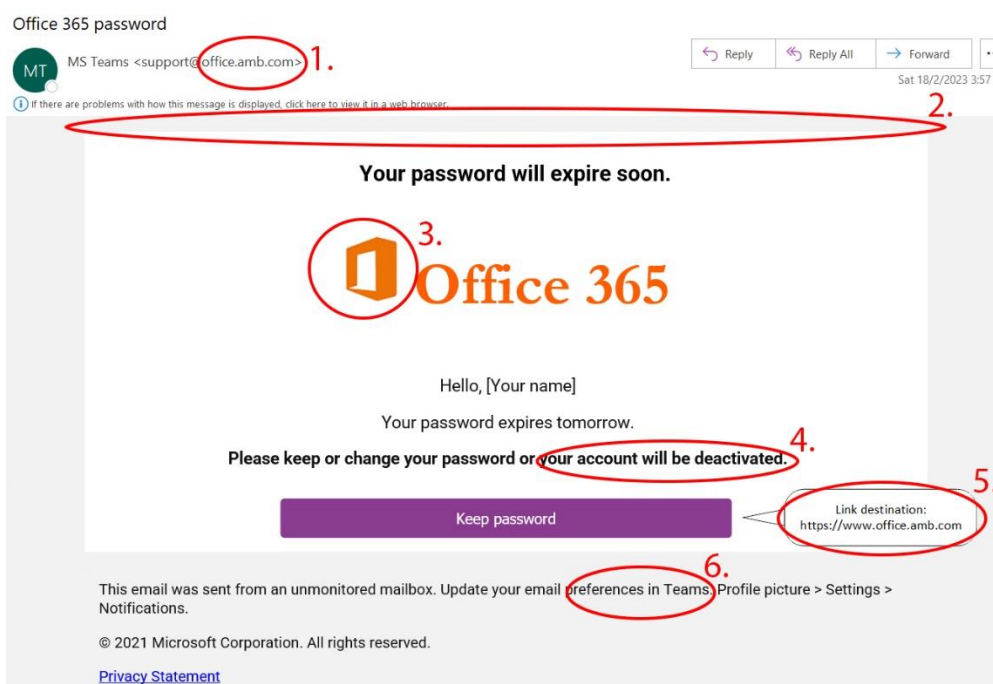 Office 365 password
MT
MS Teams <support@office.amb.com>
1.
Reply
Reply All
Forward
Sat 18/2/2023 3:57
If there are problems with how this message is displayed, click here to view it in a web browser.
2.
Your password will expire soon.
3.
Office 365
Hello, [Your name]
Your password expires tomorrow.
4.
Please keep or change your password or your account will be deactivated.
5.
Keep password
Link destination:
https://www.office.amb.com
6.
This email was sent from an unmonitored mailbox. Update your email preferences in Teams. Profile picture > Settings >
Notifications.
© 2021 Microsoft Corporation. All rights reserved.
Privacy Statement